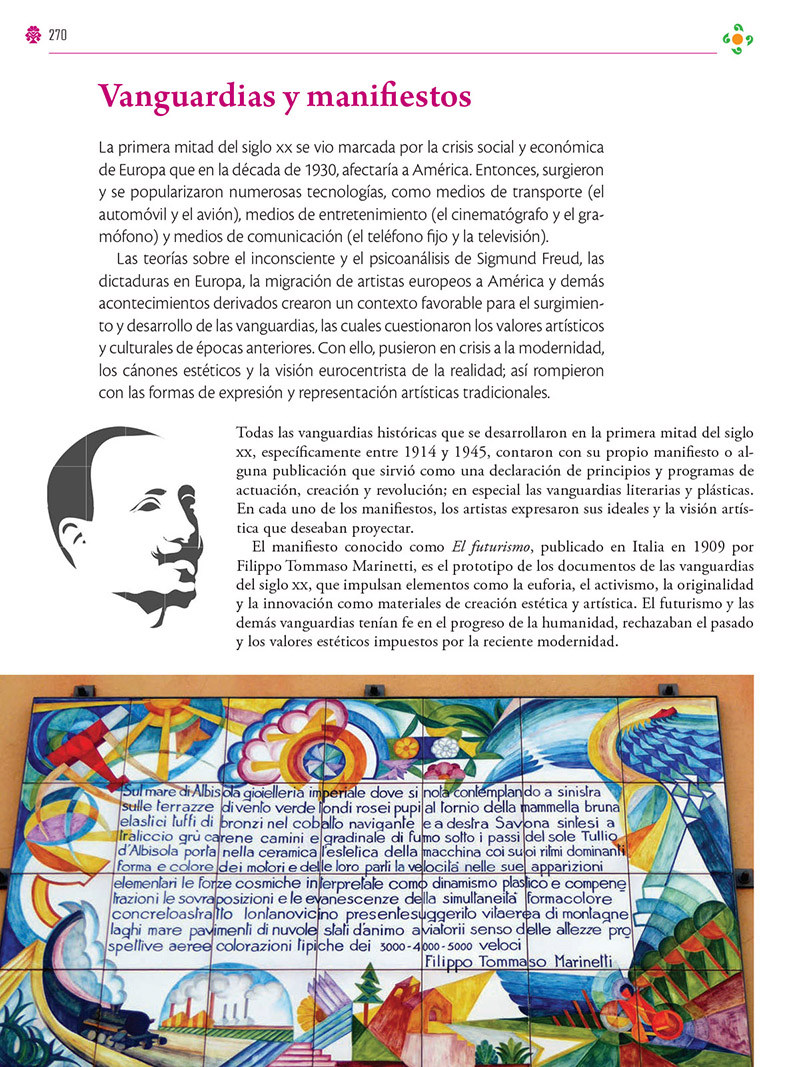 270
Vanguardias y manifiestos
La primera mitad del siglo xx se vio marcada por la crisis social y económica
de Europa que en la década de 1930, afectaría a América. Entonces, surgieron
y se popularizaron numerosas tecnologías, como medios de transporte (el
automóvil y el avión), medios de entretenimiento (el cinematógrafo y el gra-
mófono) y medios de comunicación (el teléfono fijo y la televisión).
Las teorías sobre el inconsciente y el psicoanálisis de Sigmund Freud, las
dictaduras en Europa, la migración de artistas europeos a América y demás
acontecimientos derivados crearon un contexto favorable para el surgimien-
to y desarrollo de las vanguardias, las cuales cuestionaron los valores artísticos
y culturales de épocas anteriores. Con ello, pusieron en crisis a la modernidad,
los cánones estéticos y la visión eurocentrista de la realidad; así rompieron
con las formas de expresión y representación artísticas tradicionales.
Todas las vanguardias históricas que se desarrollaron en la primera mitad del siglo
xx, específicamente entre 1914 y 1945, contaron con su propio manifiesto o al-
guna publicación que sirvió como una declaración de principios y programas de
actuación, creación y revolución; en especial las vanguardias literarias y plásticas.
En cada uno de los manifiestos, los artistas expresaron sus ideales y la visión artís-
tica que deseaban proyectar.
El manifiesto conocido como El futurismo, publicado en Italia en 1909 por
Filippo Tommaso Marinetti, es el prototipo de los documentos de las vanguardias
del siglo xx, que impulsan elementos como la euforia, el activismo, la originalidad
y la innovación como materiales de creación estética y artística. El futurismo y las
demás vanguardias tenían fe en el progreso de la humanidad, rechazaban el pasado
y los valores estéticos impuestos por la reciente modernidad.
Sul mare di Albisola gioielleria imperiale dove si nota contemplando a sinistra
sulle terrazze di vento verde tondi rosei pupi al tornio della mammella bruna
elastici tuffi di bronzi nel coballo navigante e a destra Savona sintesi a
traliccio grù carene camini e gradinale di fumo sotto i passi del sole Tullio
d'Albisola porta nella ceramica l'estetica della macchina coi suoi ritmi dominanti
forma e colore dei motori e delle loro parti la velocità nelle sue apparizioni
elementari le forze cosmiche interpretate como dinamismo plastico e compene
trazioni le sovraposizioni e le evanescenze della simultaneità formacolore
concretoastratto lontanovicino presentesuggerito vitaerea di montagne
laghi mare pavimenti di nuvole stati d'animo aviatorii senso delle altezze pro
spettive aeree colorazioni tipiche dei 3000-4000-5000 veloci
Filippo Tommaso Marinetti